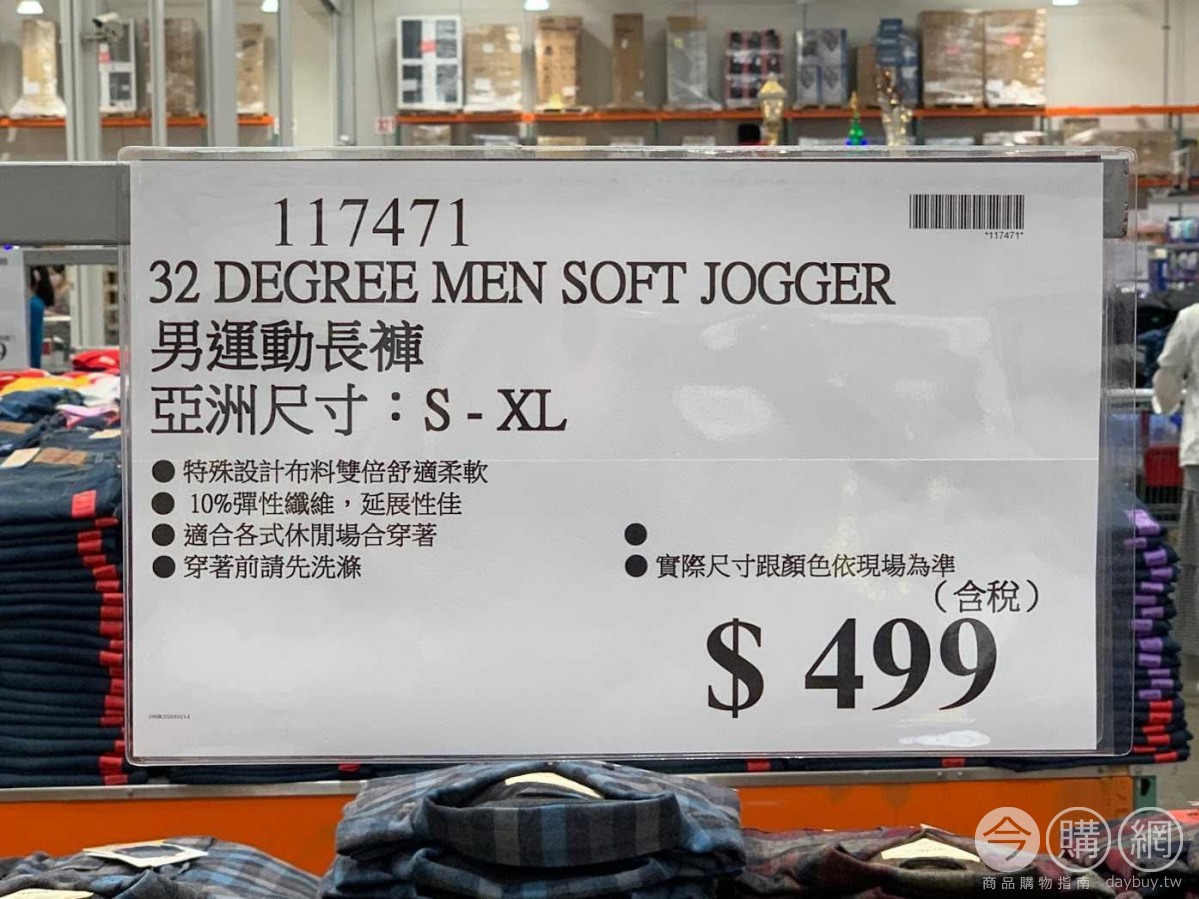 117471
*117471*
32 DEGREE MEN SOFT JOGGER
男運動長褲
亞洲尺寸：S - XL
● 特殊設計布料雙倍舒適柔軟
● 10%彈性纖維，延展性佳
● 適合各式休閒場合穿著
●
● 穿著前請先洗滌
● 實際尺寸跟顏色依現場為準
（含稅）
$ 499
今購網
商品購物指南 - daybuy.tw